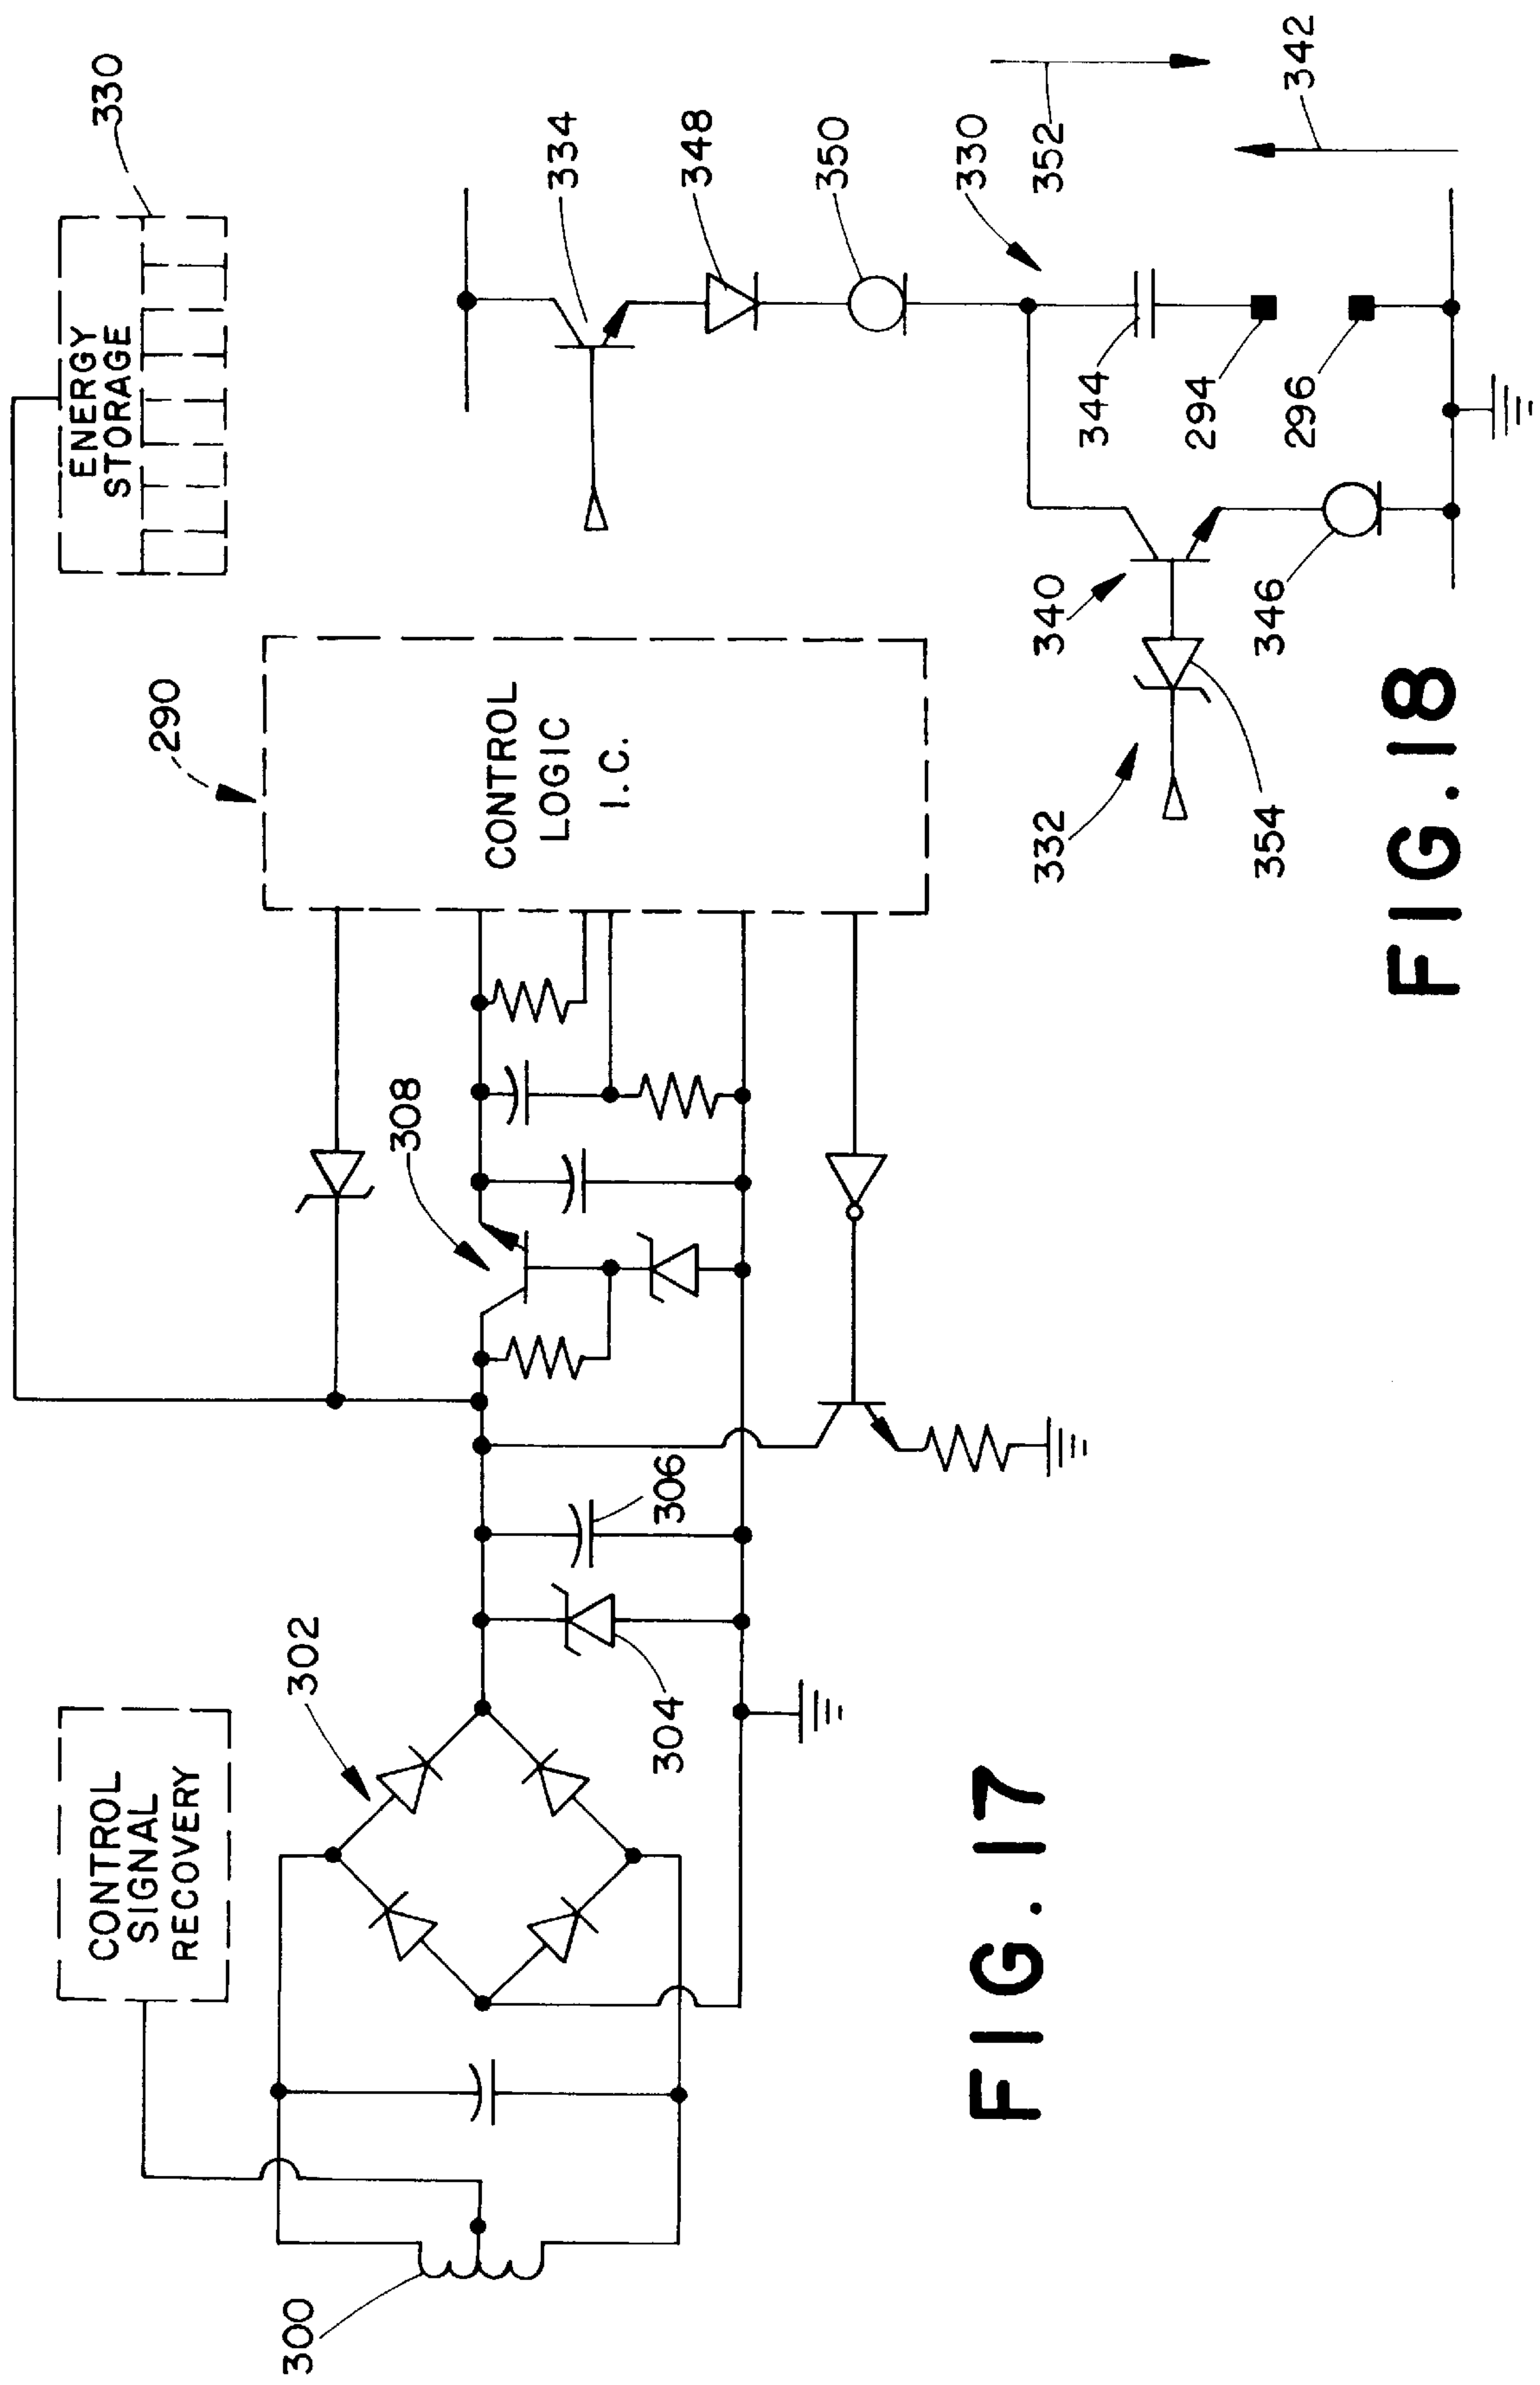 330
ENERGY
STORAGE
290
CONTROL
LOGIC
I.C.
308
302
306
304
CONTROL
SIGNAL
RECOVERY
300
FIG. 17
334
348
350
330
352
342
344
294
296
340
346
332
354
FIG. 18